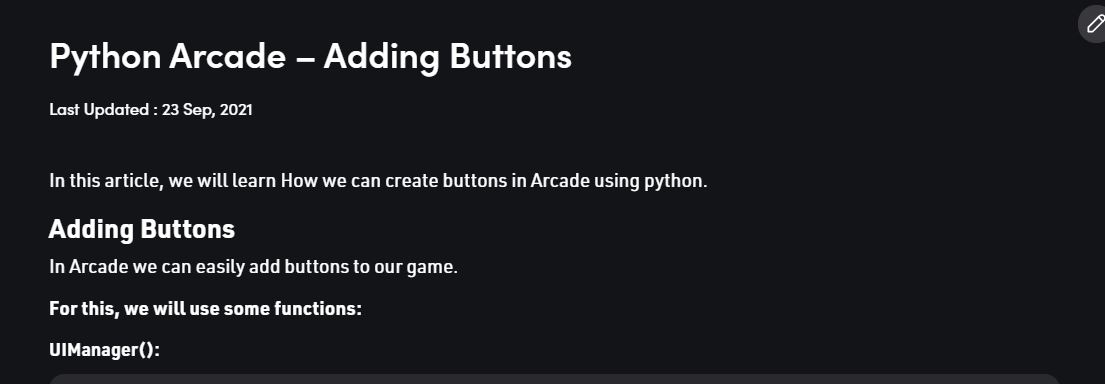 Python Arcade – Adding Buttons
Last Updated : 23 Sep, 2021
In this article, we will learn How we can create buttons in Arcade using python.
Adding Buttons
In Arcade we can easily add buttons to our game.
For this, we will use some functions:
UIManager():